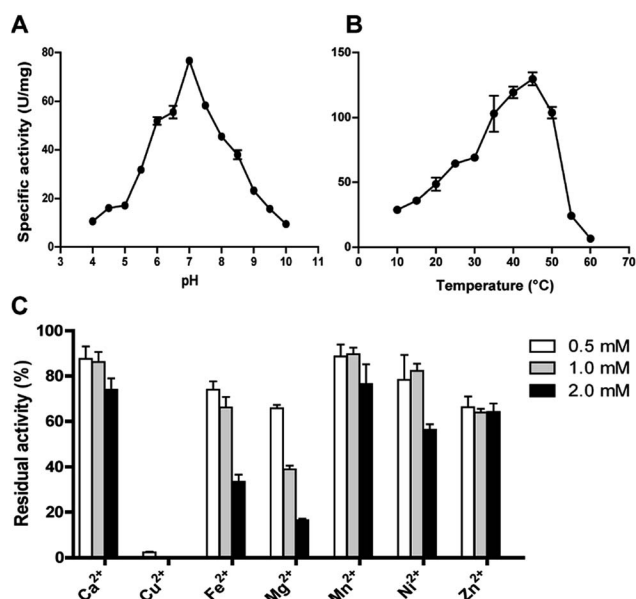 A
Specific activity (U/mg)
80
60
40
20
0
3 4 5 6 7 8 9 10 11
pH
B
150
100
50
0
0 10 20 30 40 50 60 70
Temperature (°C)
C
Residual activity (%)
100
80
60
40
20
0
Ca²⁺ Cu²⁺ Fe²⁺ Mg²⁺ Mn²⁺ Ni²⁺ Zn²⁺
0.5 mM
1.0 mM
2.0 mM